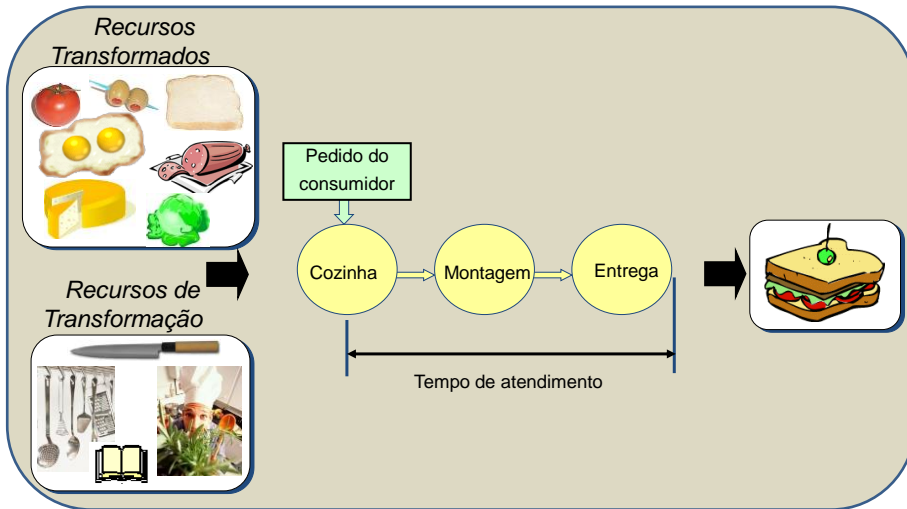 Recursos
Transformados
Pedido do
consumidor
Cozinha
Montagem
Entrega
Recursos de
Transformação
Tempo de atendimento